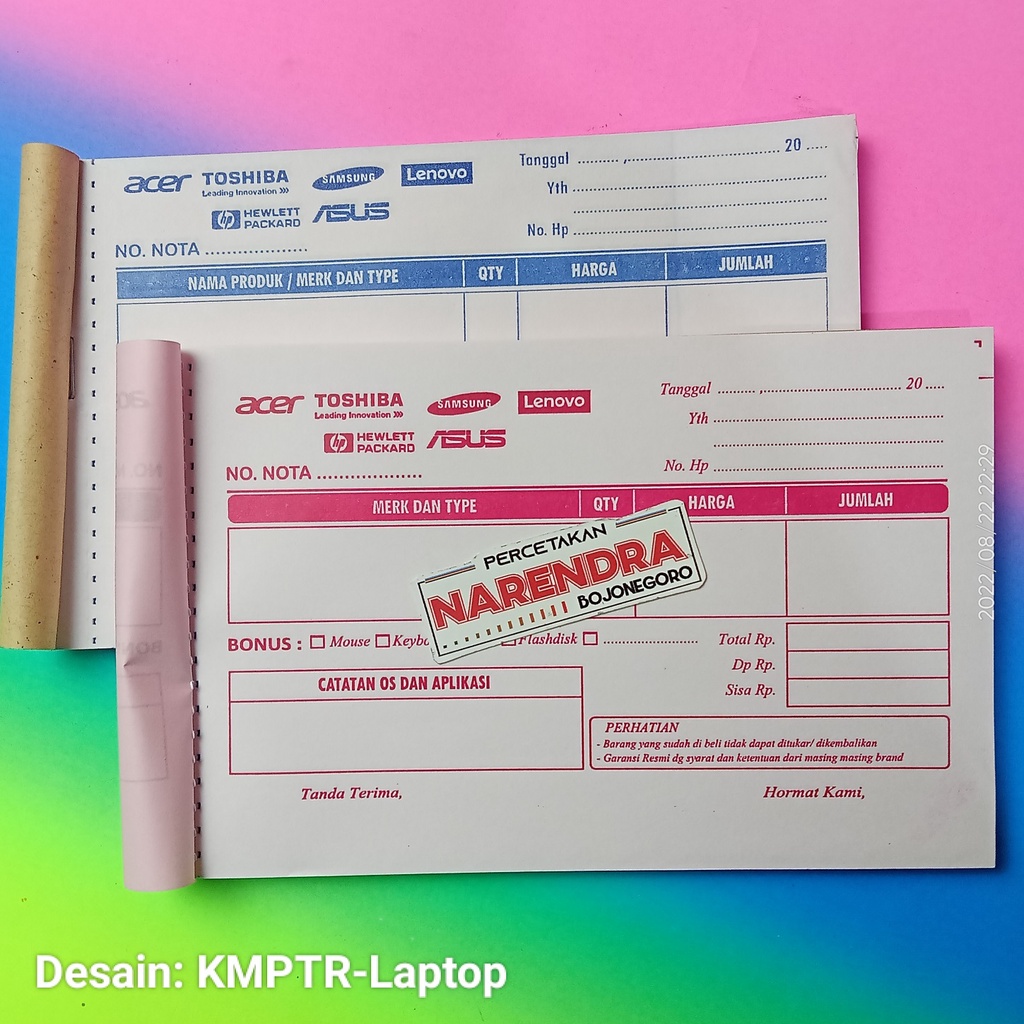 acer TOSHIBA SAMSUNG Lenovo
Leading Innovation >>>
hp HEWLETT PACKARD ASUS
NO. NOTA ..................
Tanggal .......... ,...................................... 20 .....
Yth ..................................................
No. Hp ..................................................
NAMA PRODUK / MERK DAN TYPE QTY HARGA JUMLAH
acer TOSHIBA SAMSUNG Lenovo
Leading Innovation >>>
hp HEWLETT PACKARD ASUS
NO. NOTA ..................
Tanggal .......... ,...................................... 20 .....
Yth ..................................................
No. Hp ..................................................
MERK DAN TYPE QTY HARGA JUMLAH
PERCETAKAN
NARENDRA
BOJONEGORO
BONUS : Mouse Flashdisk ..........................
Total Rp.
Dp Rp.
Sisa Rp.
CATATAN OS DAN APLIKASI
PERHATIAN
- Barang yang sudah di beli tidak dapat ditukar/ dikembalikan
- Garansi Resmi dg syarat dan ketentuan dari masing masing brand
Tanda Terima, Hormat Kami,
2022/08/22 22:29
Desain: KMPTR-Laptop